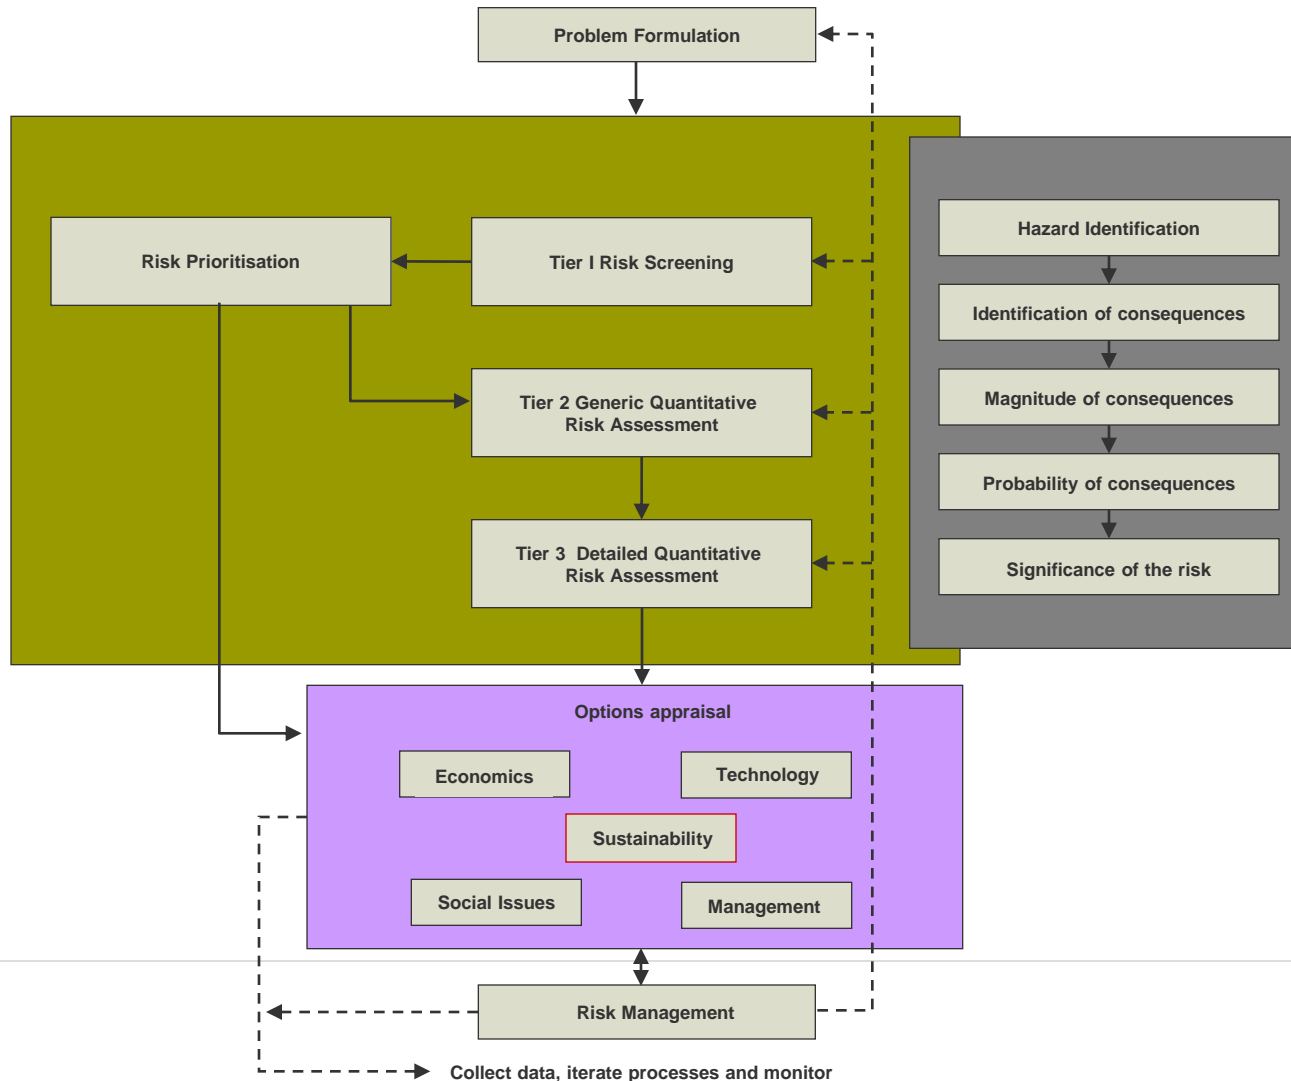 Problem Formulation
Risk Prioritisation
Tier I Risk Screening
Tier 2 Generic Quantitative
Risk Assessment
Tier 3 Detailed Quantitative
Risk Assessment
Hazard Identification
Identification of consequences
Magnitude of consequences
Probability of consequences
Significance of the risk
Options appraisal
Economics
Technology
Sustainability
Social Issues
Management
Risk Management
Collect data, iterate processes and monitor